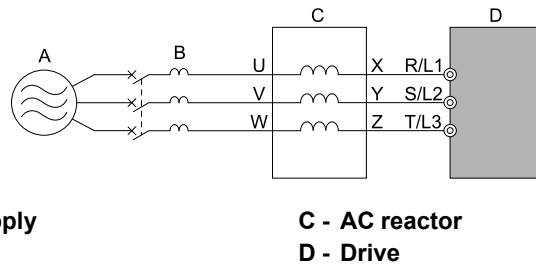 A B C D
U X R/L1
V Y S/L2
W Z T/L3
C - AC reactor
D - Drive